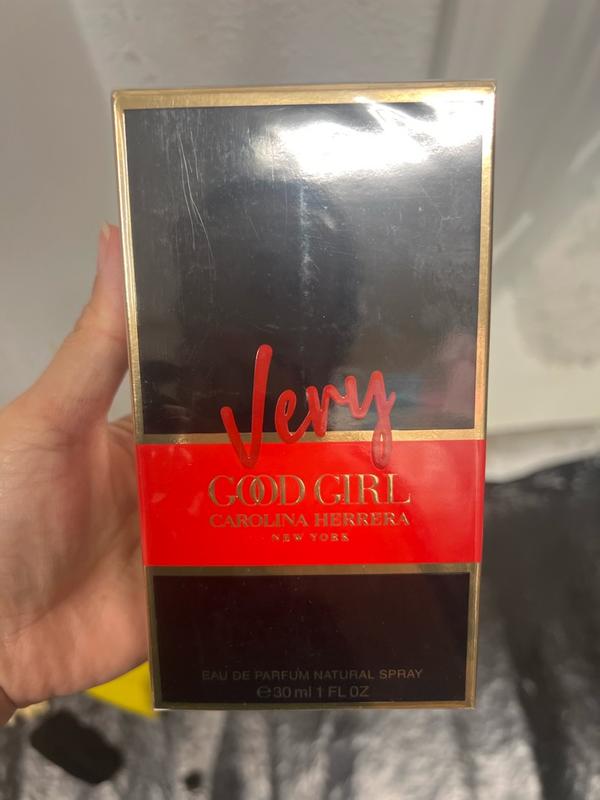 Very
GOOD GIRL
CAROLINA HERRERA
NEW YORK
EAU DE PARFUM NATURAL SPRAY
℮30 ml 1 FL OZ